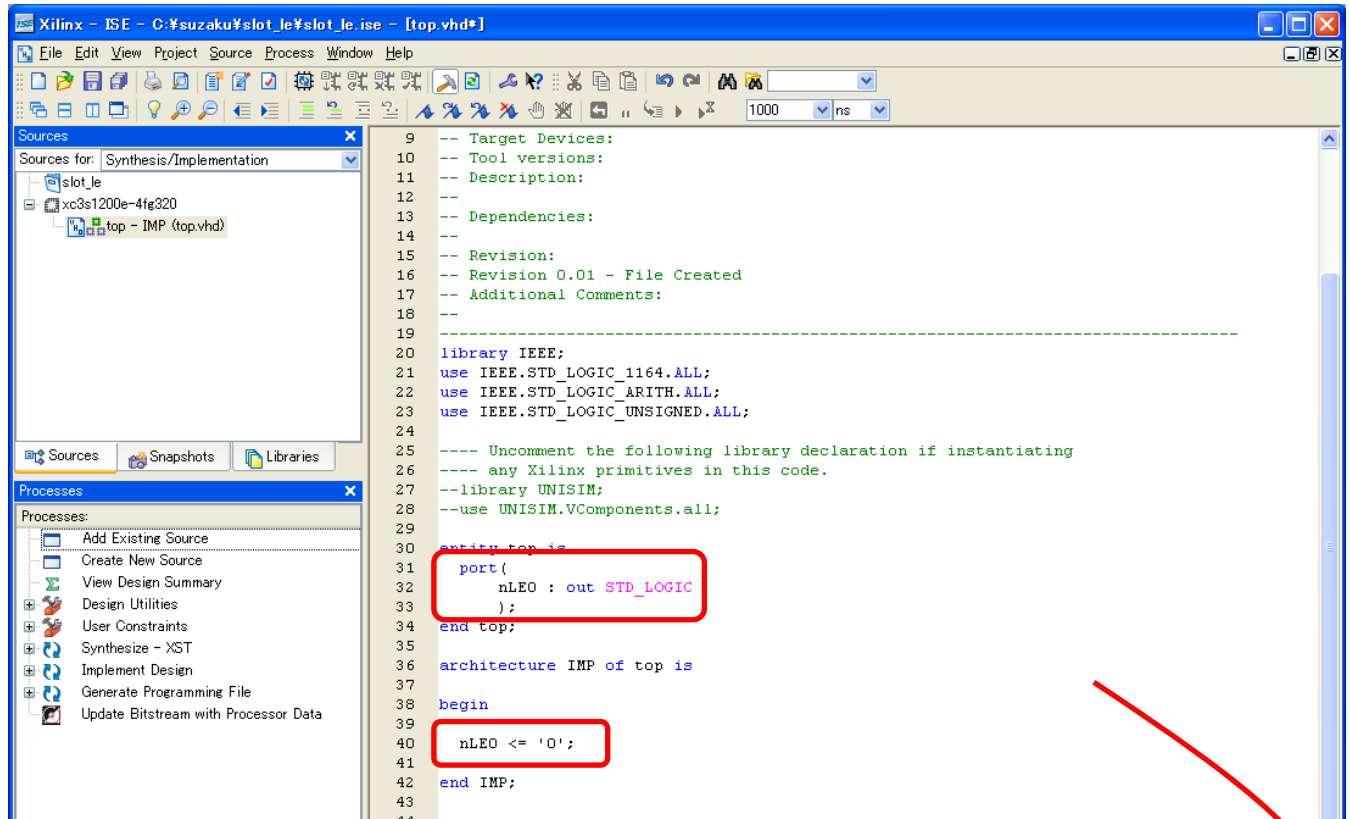 Xilinx - ISE - C:¥suzaku¥slot_le¥slot_le.ise - [top.vhd*]
File Edit View Project Source Process Window Help
1000 ns
Sources
Sources for: Synthesis/Implementation
slot_le
xc3s1200e-4fg320
top - IMP (top.vhd)
Sources Snapshots Libraries
Processes
Processes:
Add Existing Source
Create New Source
View Design Summary
Design Utilities
User Constraints
Synthesize - XST
Implement Design
Generate Programming File
Update Bitstream with Processor Data
9 -- Target Devices:
10 -- Tool versions:
11 -- Description:
12 --
13 -- Dependencies:
14 --
15 -- Revision:
16 -- Revision 0.01 - File Created
17 -- Additional Comments:
18 --
19 ----------------------------------------------------------------------------------
20 library IEEE;
21 use IEEE.STD_LOGIC_1164.ALL;
22 use IEEE.STD_LOGIC_ARITH.ALL;
23 use IEEE.STD_LOGIC_UNSIGNED.ALL;
24
25 ---- Uncomment the following library declaration if instantiating
26 ---- any Xilinx primitives in this code.
27 --library UNISIM;
28 --use UNISIM.VComponents.all;
29
30 entity top is
31 port(
32 nLE0 : out STD_LOGIC
33 );
34 end top;
35
36 architecture IMP of top is
37
38 begin
39
40 nLE0 <= '0';
41
42 end IMP;
43